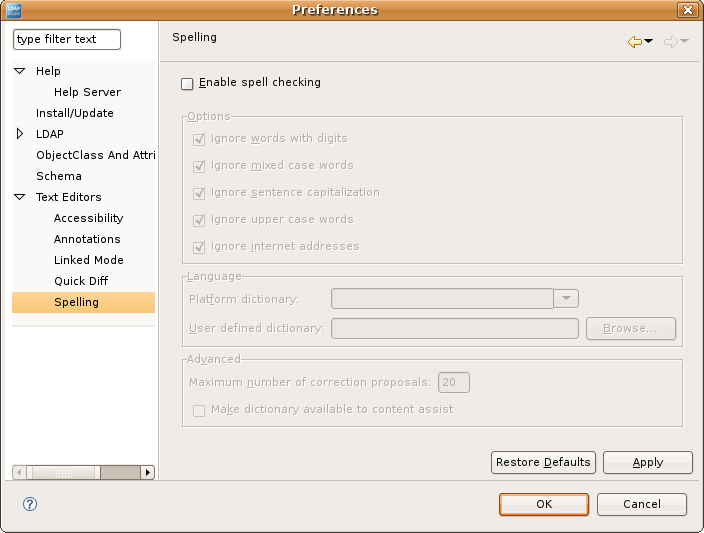 Preferences
type filter text
Spelling
Help
Help Server
Install/Update
LDAP
ObjectClass And Attri
Schema
Text Editors
Accessibility
Annotations
Linked Mode
Quick Diff
Spelling
Enable spell checking
Options
Ignore words with digits
Ignore mixed case words
Ignore sentence capitalization
Ignore upper case words
Ignore internet addresses
Language
Platform dictionary:
User defined dictionary:
Browse...
Advanced
Maximum number of correction proposals: 20
Make dictionary available to content assist
Restore Defaults
Apply
?
OK
Cancel